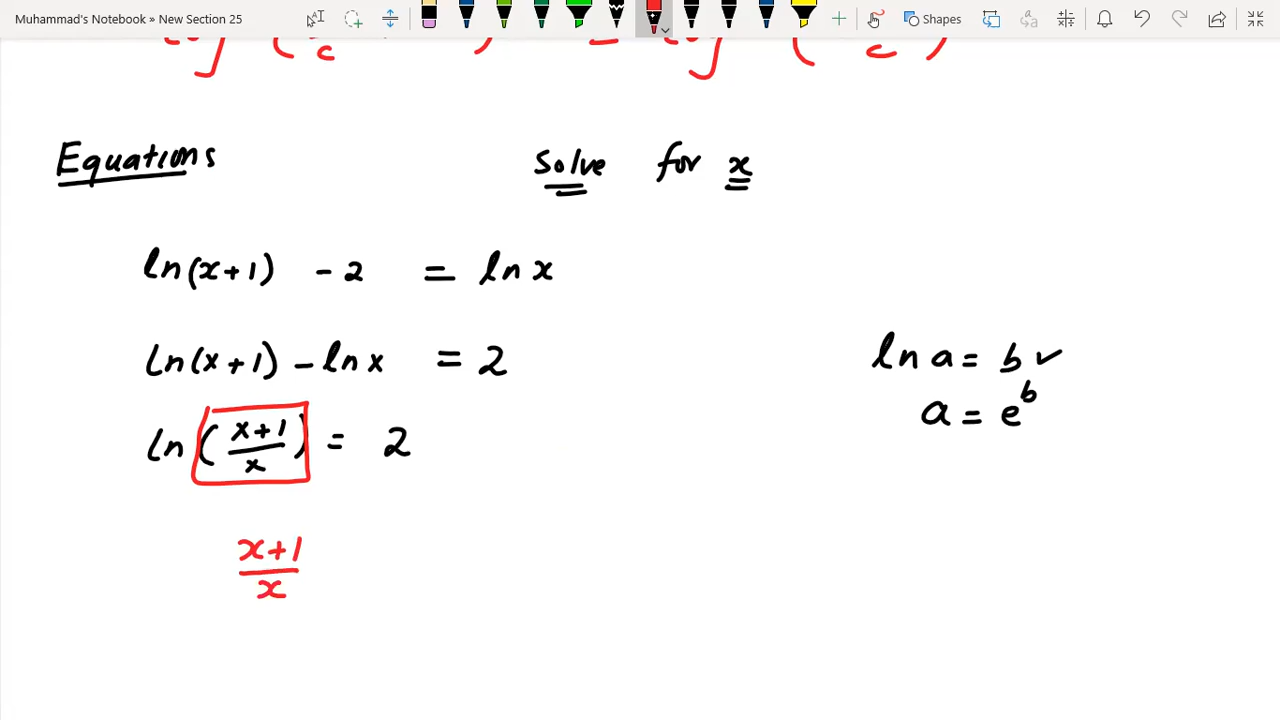 Muhammad's Notebook » New Section 25
Shapes
Equations
Solve for x
ln(x+1) - 2 = ln x
ln(x+1) - ln x = 2
ln a = b ✓
a = e^b
ln((x+1)/x) = 2
x+1
x